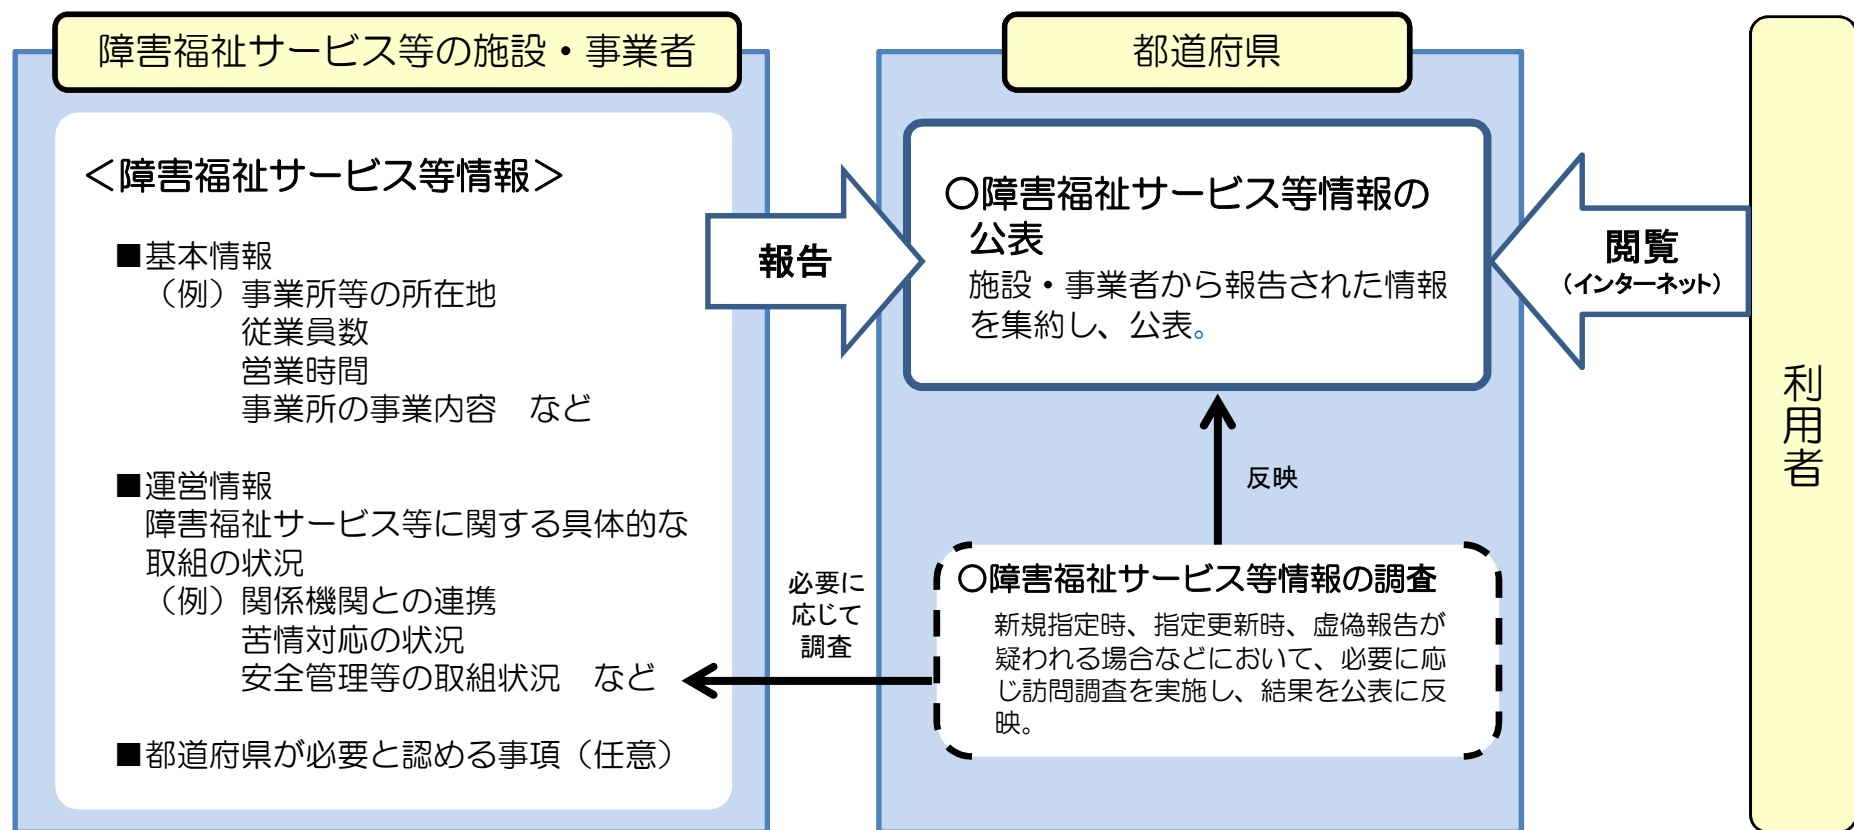 障害福祉サービス等の施設・事業者
＜障害福祉サービス等情報＞
■基本情報
（例）事業所等の所在地
従業員数
営業時間
事業所の事業内容　など
■運営情報
障害福祉サービス等に関する具体的な
取組の状況
（例）関係機関との連携
苦情対応の状況
安全管理等の取組状況　など
■都道府県が必要と認める事項（任意）
報告
必要に
応じて
調査
都道府県
○障害福祉サービス等情報の
公表
施設・事業者から報告された情報
を集約し、公表。
反映
○障害福祉サービス等情報の調査
新規指定時、指定更新時、虚偽報告が
疑われる場合などにおいて、必要に応
じ訪問調査を実施し、結果を公表に反
映。
閲覧
（インターネット）
利用者